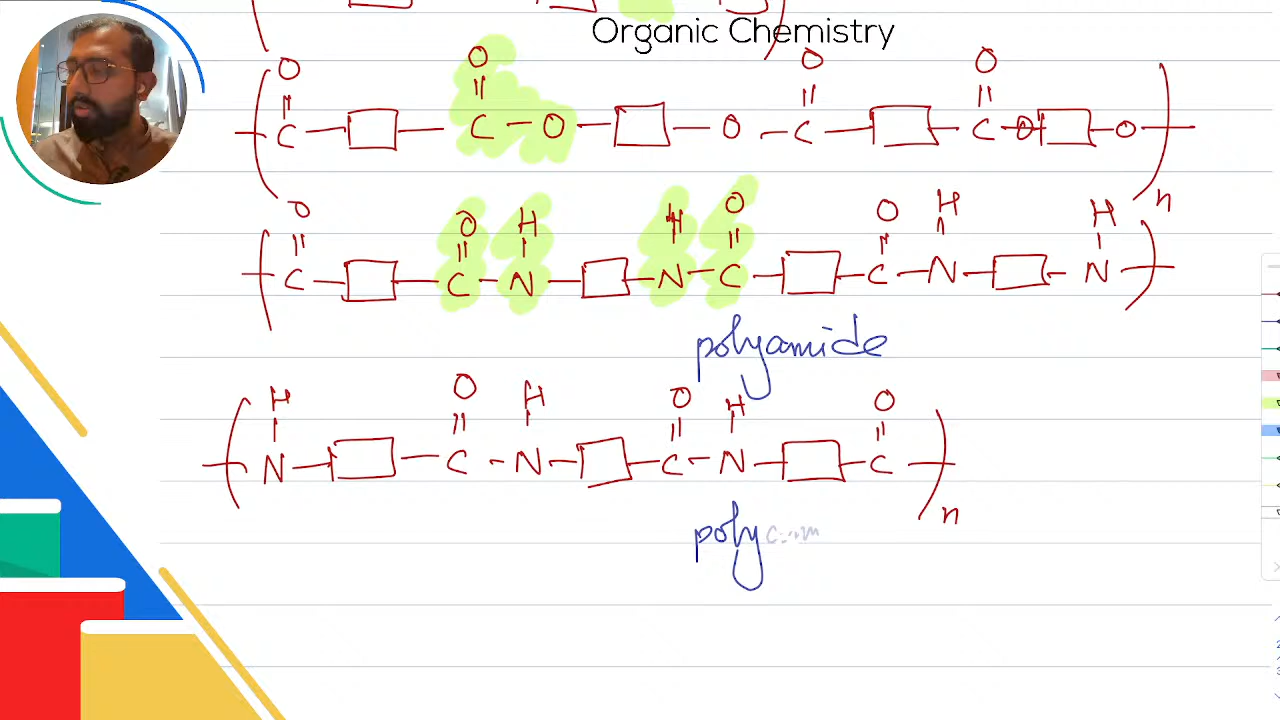 Organic Chemistry
O O O O
C C O O C C O O
n
O O H H O O H H
C C N N C C N N
polyamide
H O H O H O
N C N C N C
n
poly